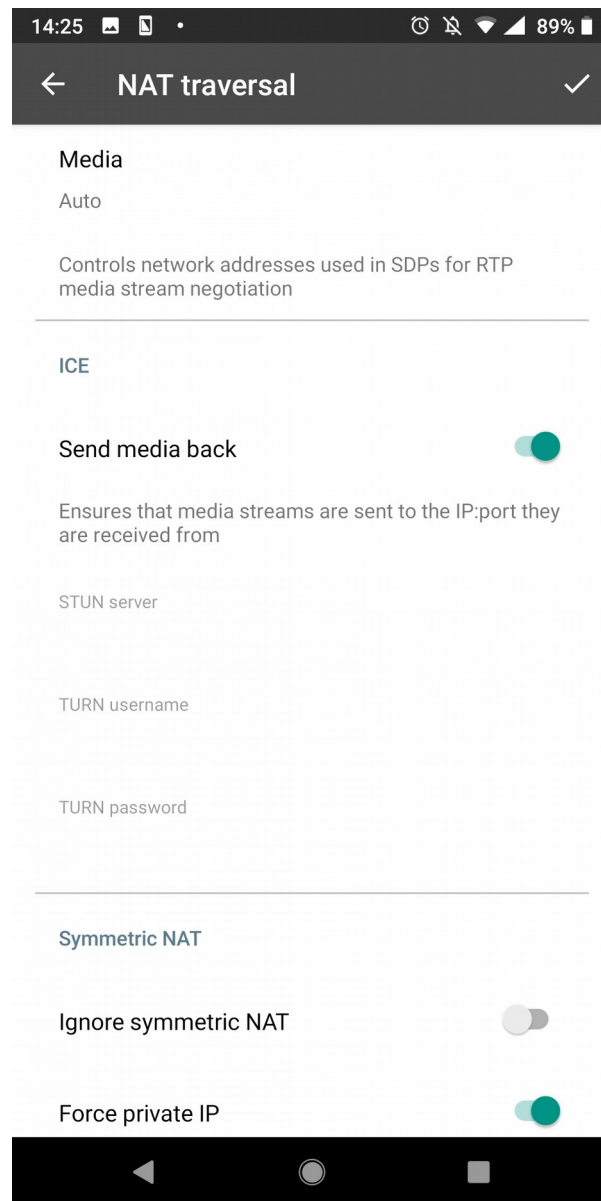 14:25
89%
NAT traversal
Media
Auto
Controls network addresses used in SDPs for RTP
media stream negotiation
ICE
Send media back
Ensures that media streams are sent to the IP:port they
are received from
STUN server
TURN username
TURN password
Symmetric NAT
Ignore symmetric NAT
Force private IP